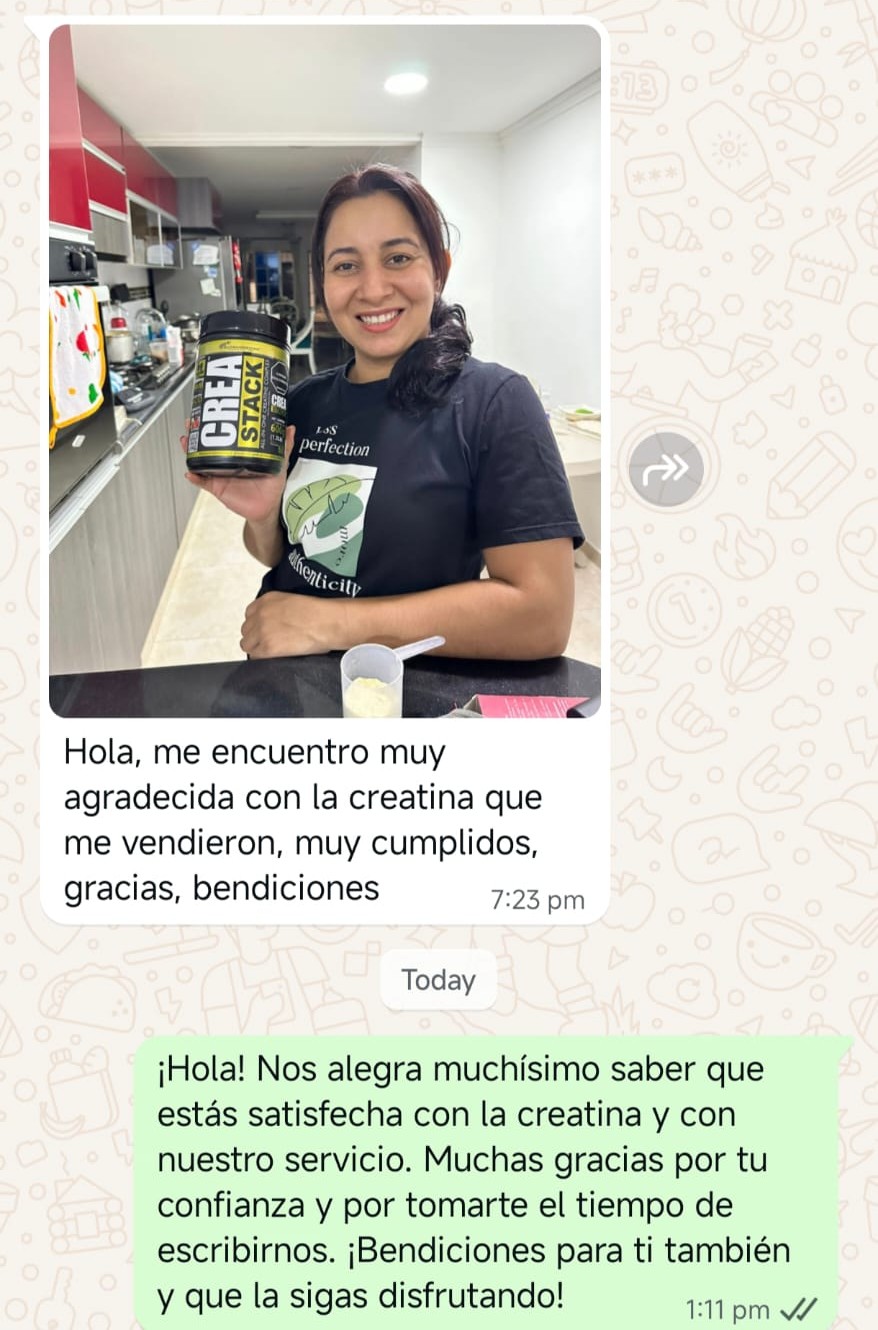 CREA
STACK
perfection
authenticity
Hola, me encuentro muy
agradecida con la creatina que
me vendieron, muy cumplidos,
gracias, bendiciones
7:23 pm
Today
¡Hola! Nos alegra muchísimo saber que
estás satisfecha con la creatina y con
nuestro servicio. Muchas gracias por tu
confianza y por tomarte el tiempo de
escribirnos. ¡Bendiciones para ti también
y que la sigas disfrutando!
1:11 pm